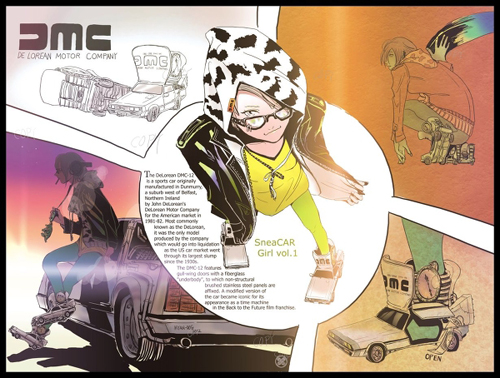 DMC
DE LOREAN MOTOR COMPANY
The DeLorean DMC-12
is a sports car originally
manufactured in Dunmurry,
a suburb west of Belfast,
Northern Ireland
by John DeLorean's
DeLorean Motor Company
for the American market in
1981-82. Most commonly
known as the DeLorean,
it was the only model
produced by the company
which would go into liquidation
as the US car market went
through its largest slump
since the 1930s.
The DMC-12 features
gull-wing doors with a fiberglass
"underbody", to which non-structural
brushed stainless steel panels are
affixed. A modified version of
the car became iconic for its
appearance as a time machine
in the Back to the Future film franchise.
SneaCAR
Girl vol.1
DMC
OPEN